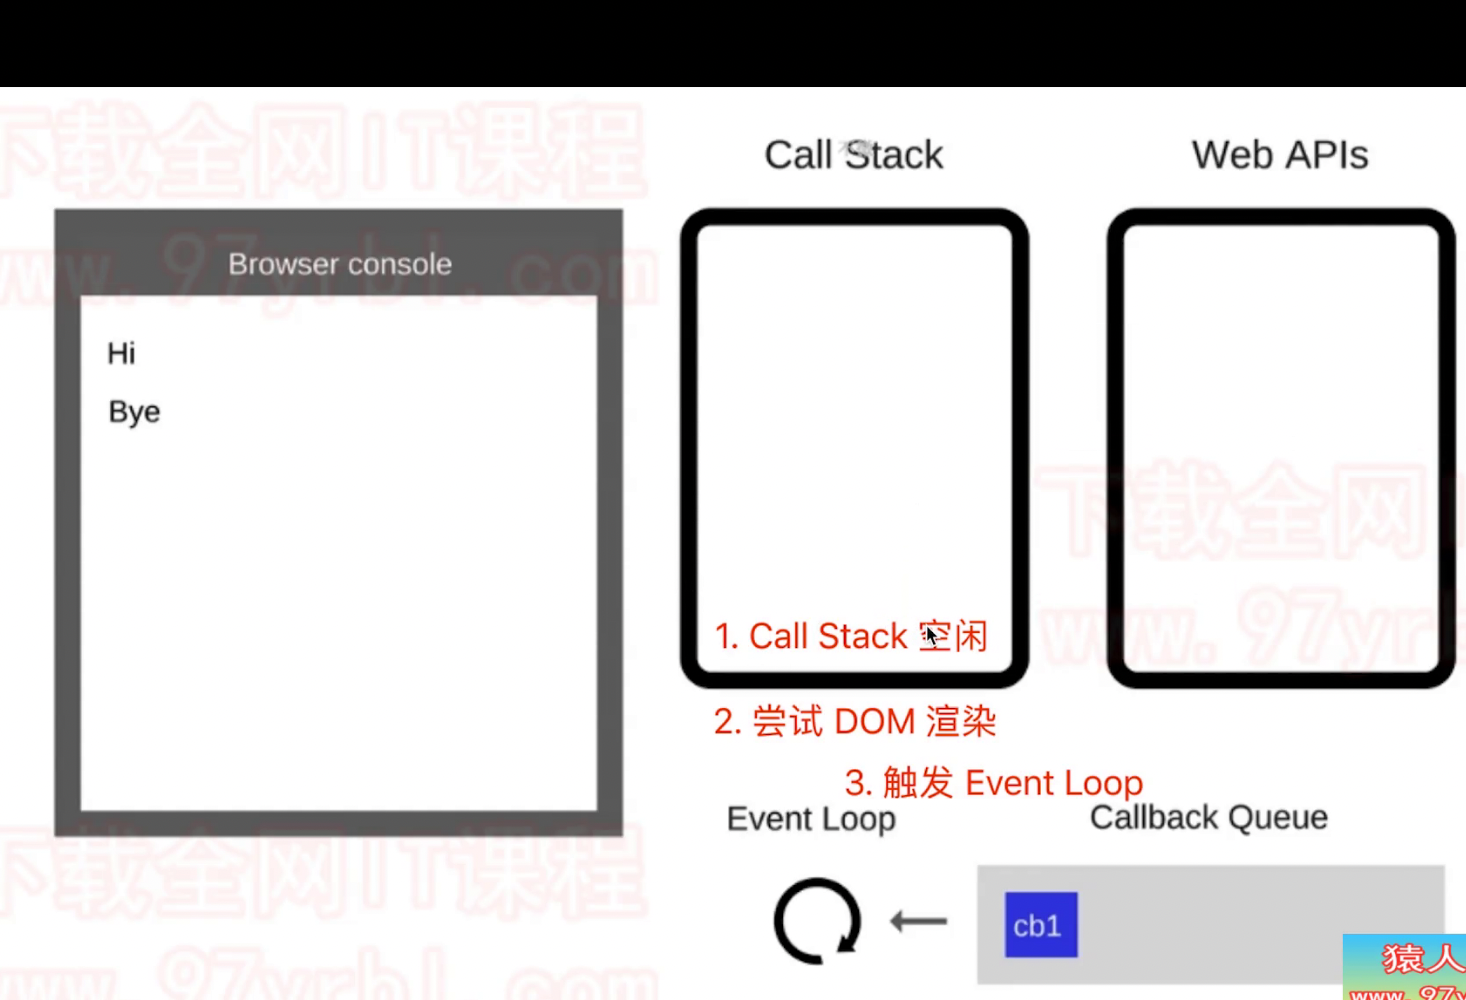 下载全网IT课程
Call Stack
Web APIs
www.97yrbl.com
Browser console
Hi
Bye
下载全网
www.97yr
1. Call Stack 空闲
2. 尝试 DOM 渲染
3. 触发 Event Loop
Event Loop
Callback Queue
下载全网IT课程
cb1
www.97yrbl.com
猿人
www.97y